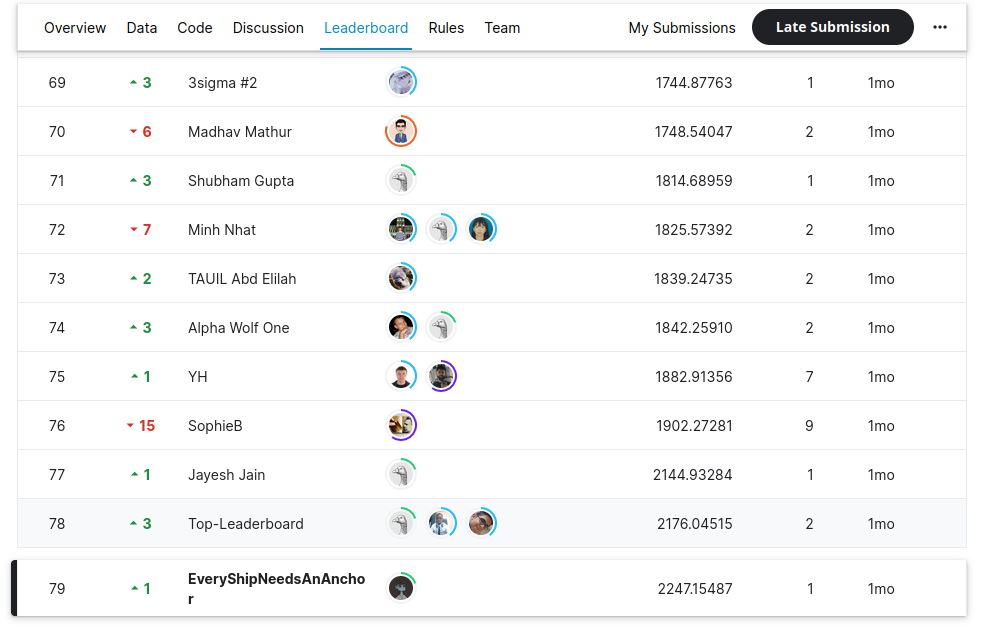 Overview Data Code Discussion Leaderboard Rules Team My Submissions Late Submission ...
69 3 3sigma #2 1744.87763 1 1mo
70 6 Madhav Mathur 1748.54047 2 1mo
71 3 Shubham Gupta 1814.68959 1 1mo
72 7 Minh Nhat 1825.57392 2 1mo
73 2 TAUIL Abd Elilah 1839.24735 2 1mo
74 3 Alpha Wolf One 1842.25910 2 1mo
75 1 YH 1882.91356 7 1mo
76 15 SophieB 1902.27281 9 1mo
77 1 Jayesh Jain 2144.93284 1 1mo
78 3 Top-Leaderboard 2176.04515 2 1mo
79 1 EveryShipNeedsAnAncho 2247.15487 1 1mo
r